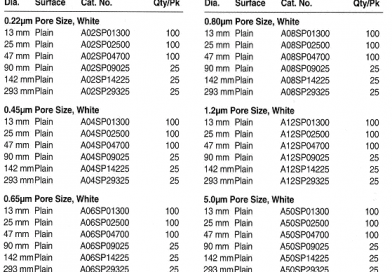 Dia. Surface Cat. No. Qty/Pk
0.22µm Pore Size, White
13 mm Plain A02SP01300 100
25 mm Plain A02SP02500 100
47 mm Plain A02SP04700 100
90 mm Plain A02SP09025 25
142 mm Plain A02SP14225 25
293 mm Plain A02SP29325 25
0.45µm Pore Size, White
13 mm Plain A04SP01300 100
25 mm Plain A04SP02500 100
47 mm Plain A04SP04700 100
90 mm Plain A04SP09025 25
142 mm Plain A04SP14225 25
293 mm Plain A04SP29325 25
0.65µm Pore Size, White
13 mm Plain A06SP01300 100
25 mm Plain A06SP02500 100
47 mm Plain A06SP04700 100
90 mm Plain A06SP09025 25
142 mm Plain A06SP14225 25
293 mm Plain A06SP29325 25
Dia. Surface Cat. No. Qty/Pk
0.80µm Pore Size, White
13 mm Plain A08SP01300 100
25 mm Plain A08SP02500 100
47 mm Plain A08SP04700 100
90 mm Plain A08SP09025 25
142 mm Plain A08SP14225 25
293 mm Plain A08SP29325 25
1.2µm Pore Size, White
13 mm Plain A12SP01300 100
25 mm Plain A12SP02500 100
47 mm Plain A12SP04700 100
90 mm Plain A12SP09025 25
142 mm Plain A12SP14225 25
293 mm Plain A12SP29325 25
5.0µm Pore Size, White
13 mm Plain A50SP01300 100
25 mm Plain A50SP02500 100
47 mm Plain A50SP04700 100
90 mm Plain A50SP09025 25
142 mm Plain A50SP14225 25
293 mm Plain A50SP29325 25